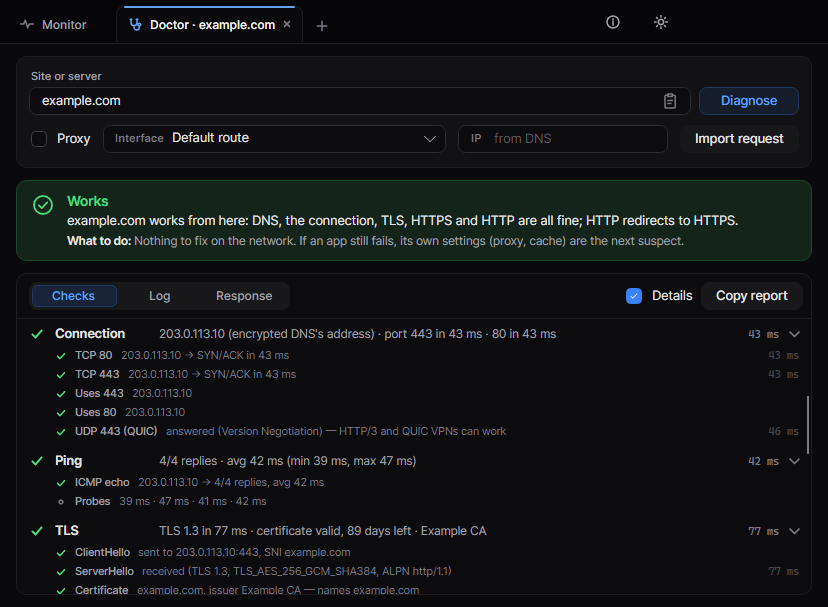 Monitor
Doctor · example.com
Site or server
example.com
Diagnose
Proxy
Interface Default route
IP from DNS
Import request
Works
example.com works from here: DNS, the connection, TLS, HTTPS and HTTP are all fine; HTTP redirects to HTTPS.
What to do: Nothing to fix on the network. If an app still fails, its own settings (proxy, cache) are the next suspect.
Checks Log Response
Details
Copy report
Connection 203.0.113.10 (encrypted DNS's address) · port 443 in 43 ms · 80 in 43 ms 43 ms
TCP 80 203.0.113.10 → SYN/ACK in 43 ms 43 ms
TCP 443 203.0.113.10 → SYN/ACK in 43 ms 43 ms
Uses 443 203.0.113.10
Uses 80 203.0.113.10
UDP 443 (QUIC) answered (Version Negotiation) — HTTP/3 and QUIC VPNs can work 46 ms
Ping 4/4 replies · avg 42 ms (min 39 ms, max 47 ms) 42 ms
ICMP echo 203.0.113.10 → 4/4 replies, avg 42 ms
Probes 39 ms · 47 ms · 41 ms · 42 ms
TLS TLS 1.3 in 77 ms · certificate valid, 89 days left · Example CA 77 ms
ClientHello sent to 203.0.113.10:443, SNI example.com
ServerHello received (TLS 1.3, TLS_AES_256_GCM_SHA384, ALPN http/1.1) 77 ms
Certificate example.com, issuer Example CA — names example.com